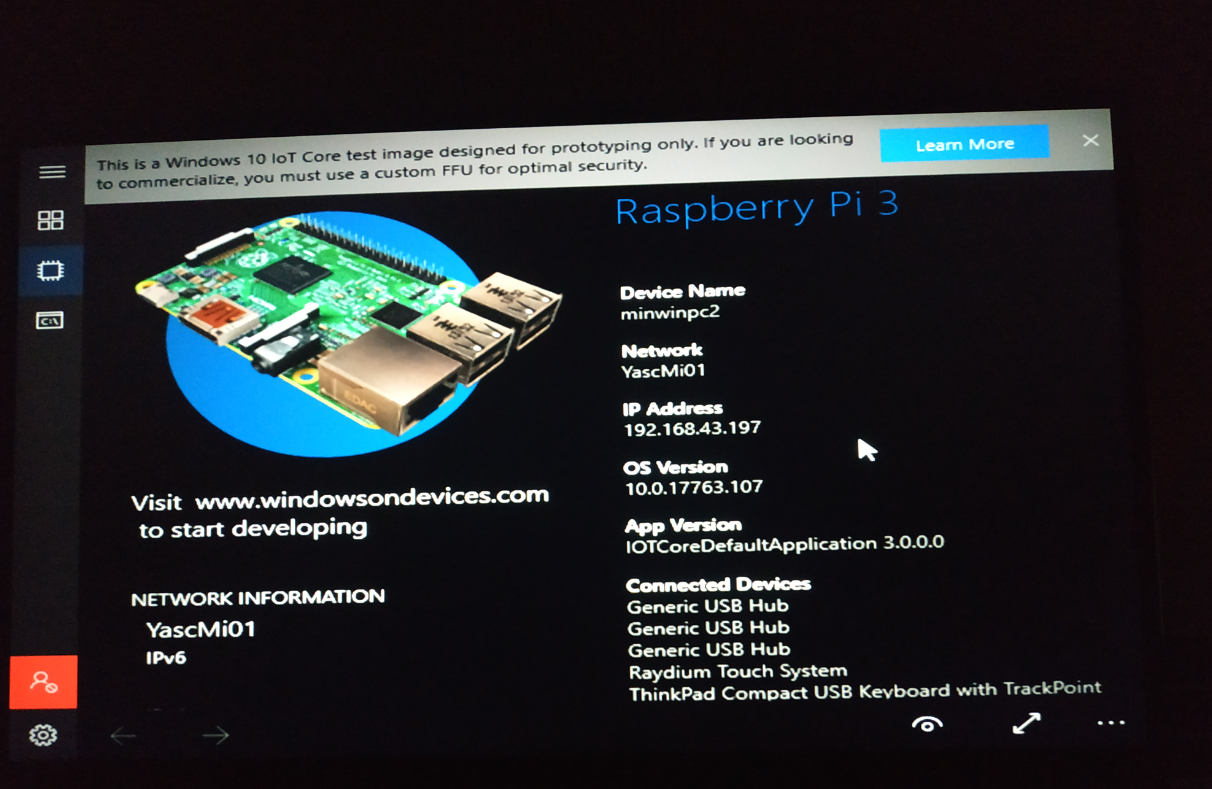 This is a Windows 10 IoT Core test image designed for prototyping only. If you are looking
to commercialize, you must use a custom FFU for optimal security.
Learn More
Raspberry Pi 3
Device Name
minwinpc2
Network
YascMi01
IP Address
192.168.43.197
OS Version
10.0.17763.107
App Version
IOTCoreDefaultApplication 3.0.0.0
Connected Devices
Generic USB Hub
Generic USB Hub
Generic USB Hub
Raydium Touch System
ThinkPad Compact USB Keyboard with TrackPoint
C:\
EDAC
Visit www.windowsondevices.com
to start developing
NETWORK INFORMATION
YascMi01
IPv6